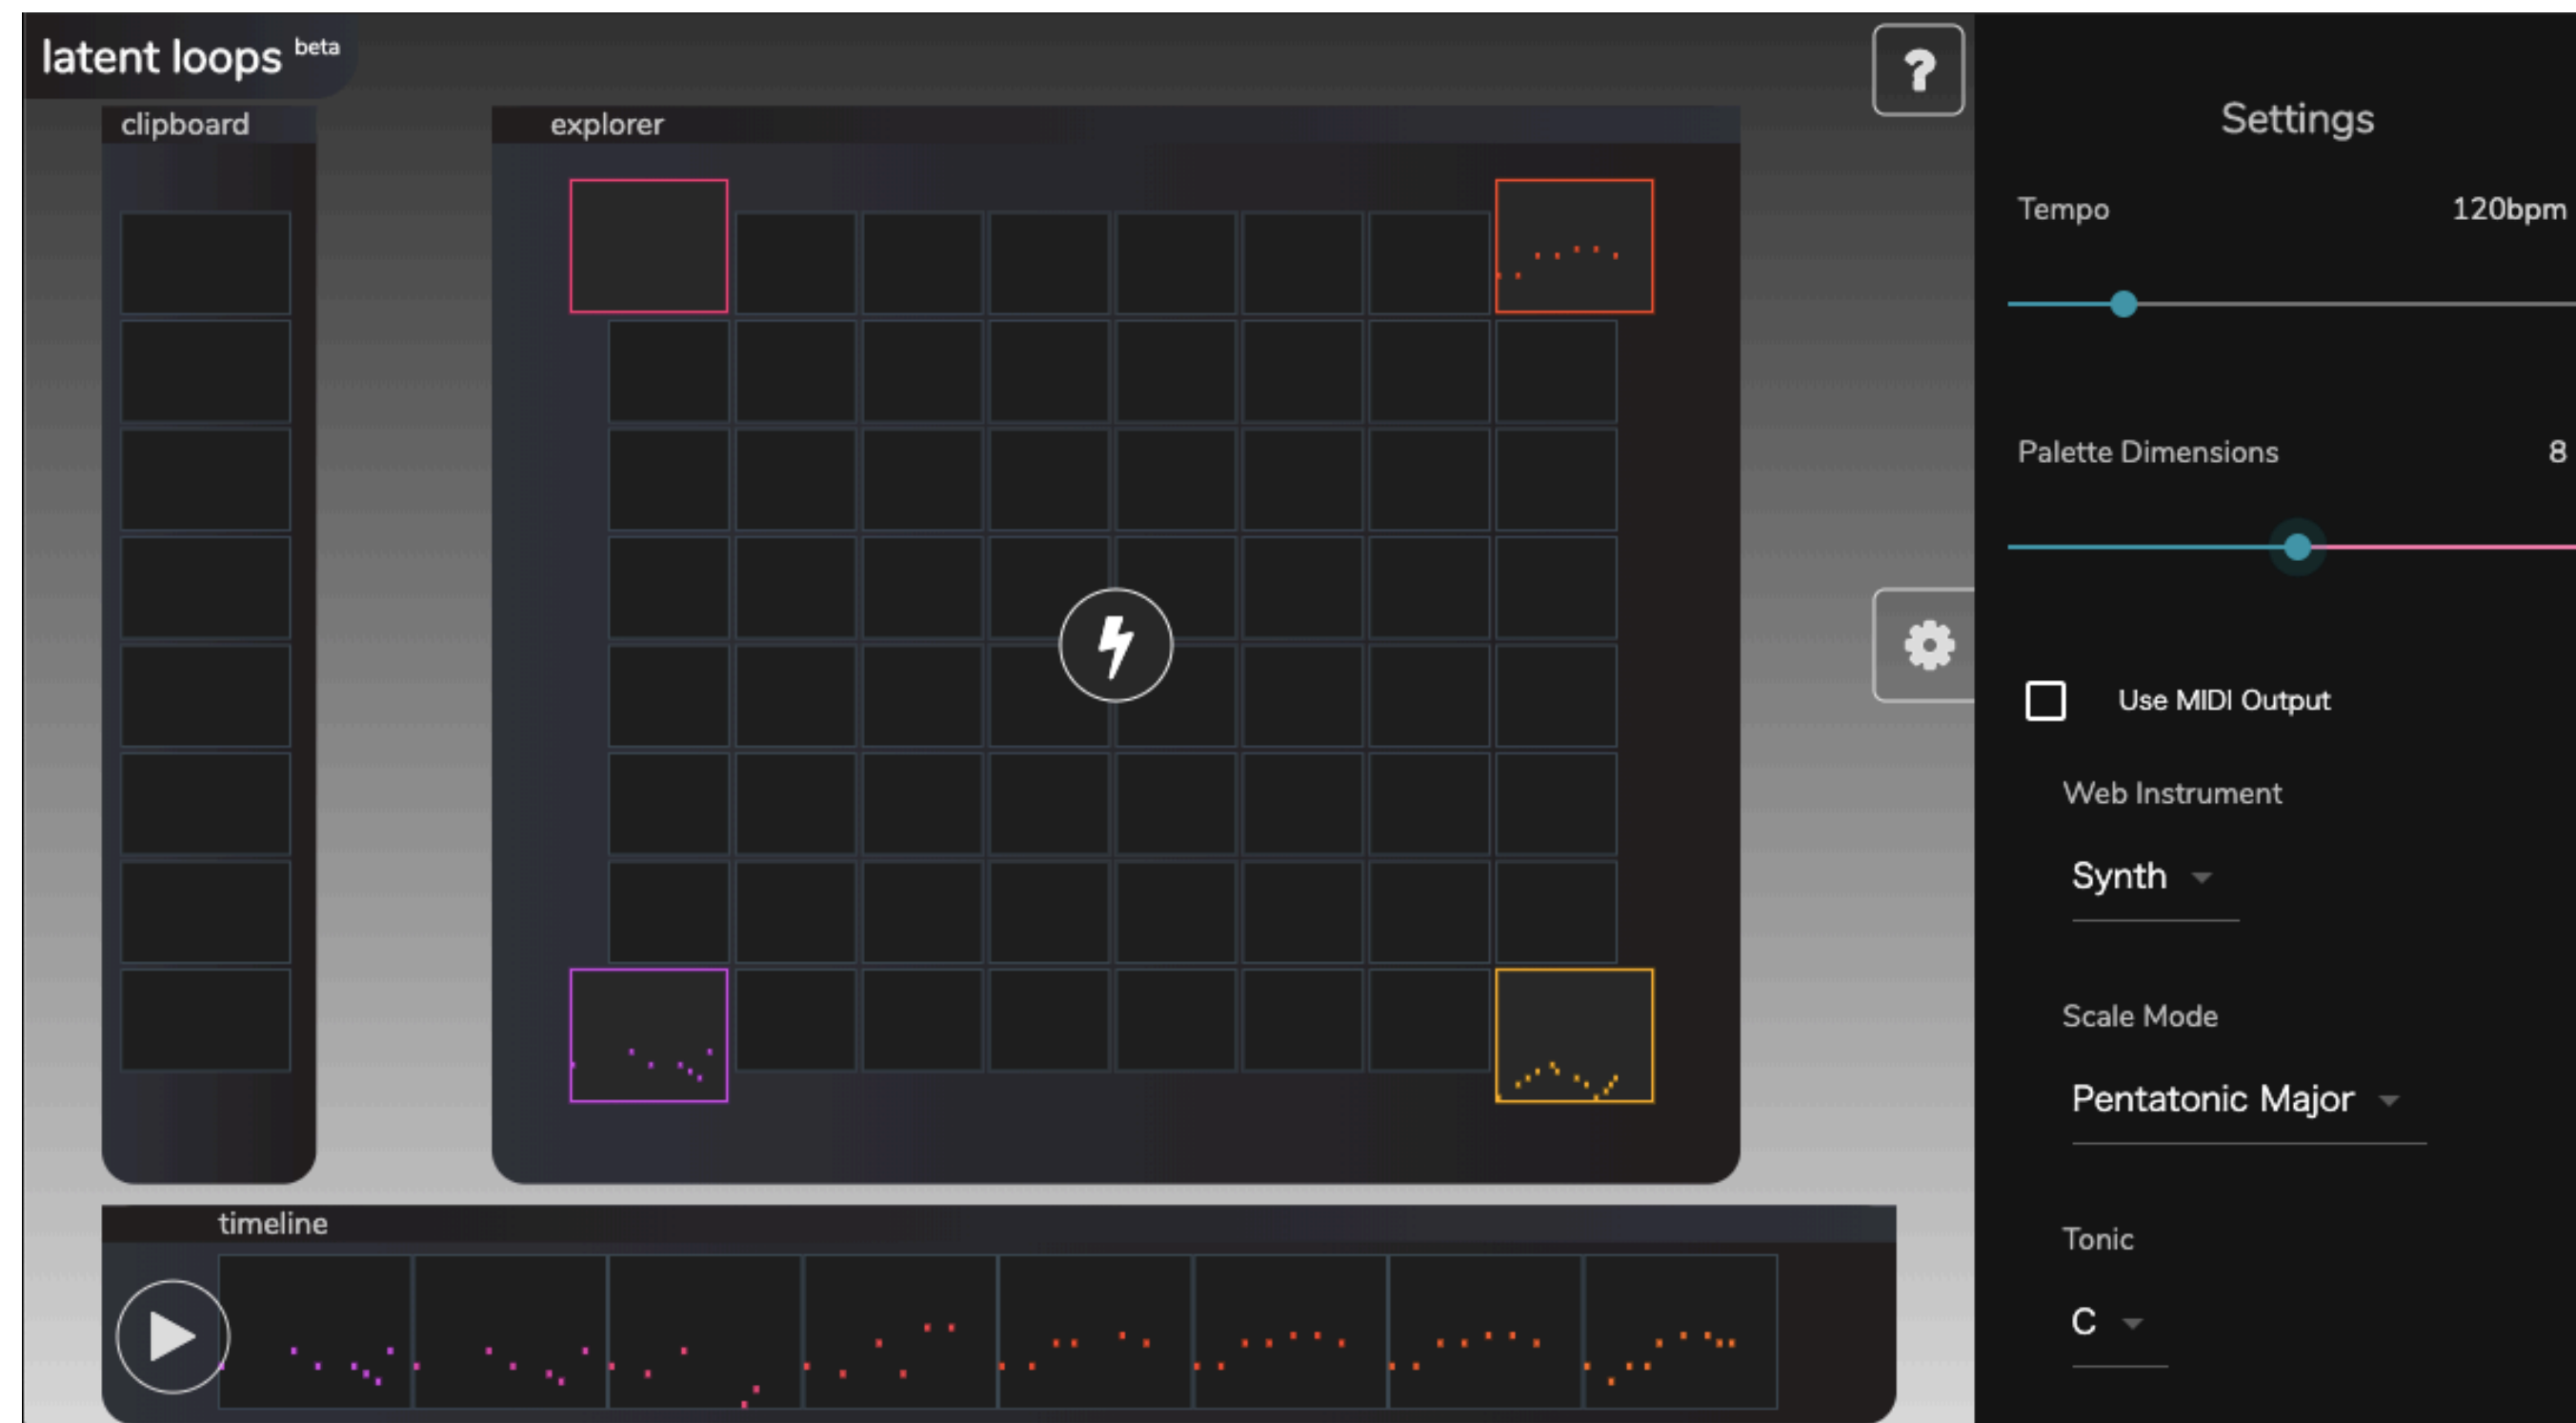 latent loops beta
clipboard
explorer
?
Settings
Tempo 120bpm
Palette Dimensions 8
Use MIDI Output
Web Instrument
Synth
Scale Mode
Pentatonic Major
Tonic
C
timeline